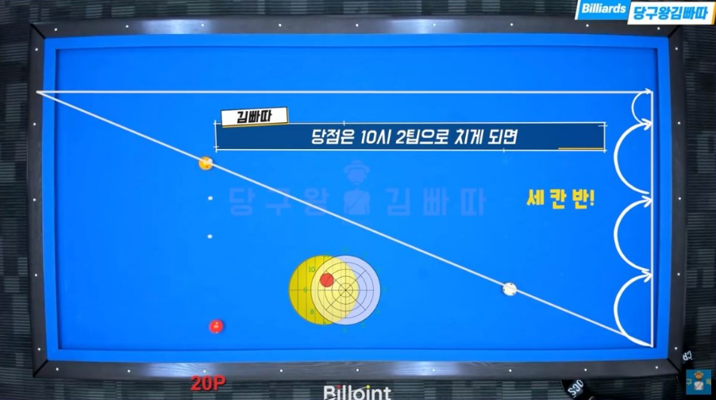 Billiards 당구왕김빠따
김빠따
당점은 10시 2팁으로 치게 되면
당구왕 김빠따
세 칸 반!
10
20P
Billoint